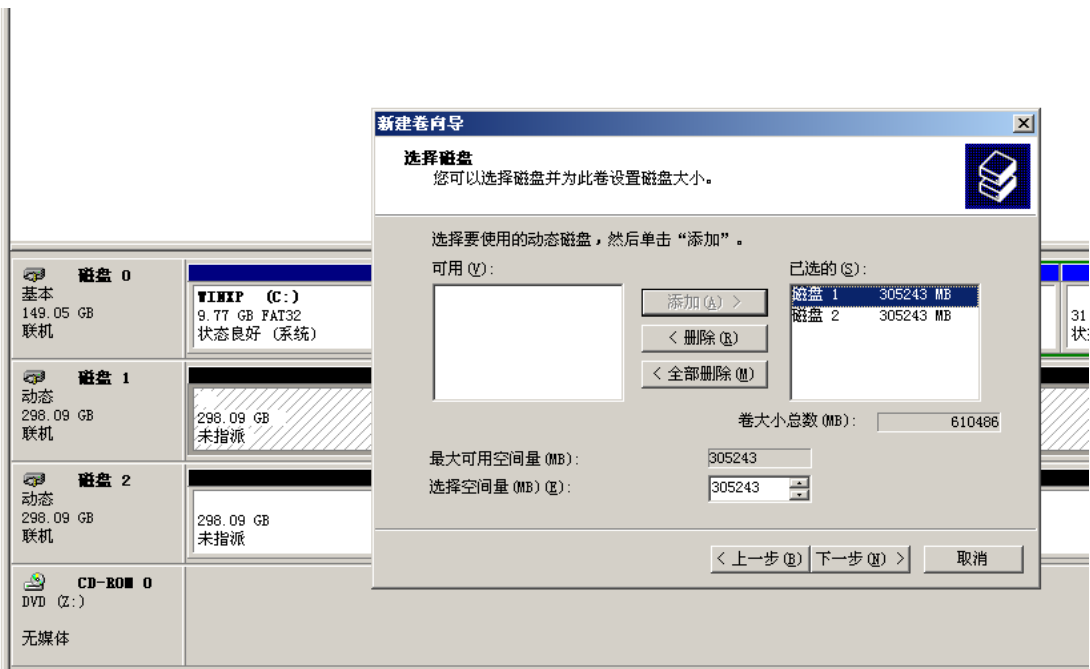 新建卷向导
选择磁盘
您可以选择磁盘并为此卷设置磁盘大小。
选择要使用的动态磁盘，然后单击“添加”。
可用(V):
已选的(S):
添加(A) >
< 删除(R)
< 全部删除(M)
磁盘 1 305243 MB
磁盘 2 305243 MB
卷大小总数(MB): 610486
最大可用空间量(MB): 305243
选择空间量(MB)(E): 305243
< 上一步(B) 下一步(N) > 取消
磁盘 0
基本
149.05 GB
联机
WINXP (C:)
9.77 GB FAT32
状态良好 (系统)
31
磁盘 1
动态
298.09 GB
联机
298.09 GB
未指派
磁盘 2
动态
298.09 GB
联机
298.09 GB
未指派
CD-ROM 0
DVD (Z:)
无媒体